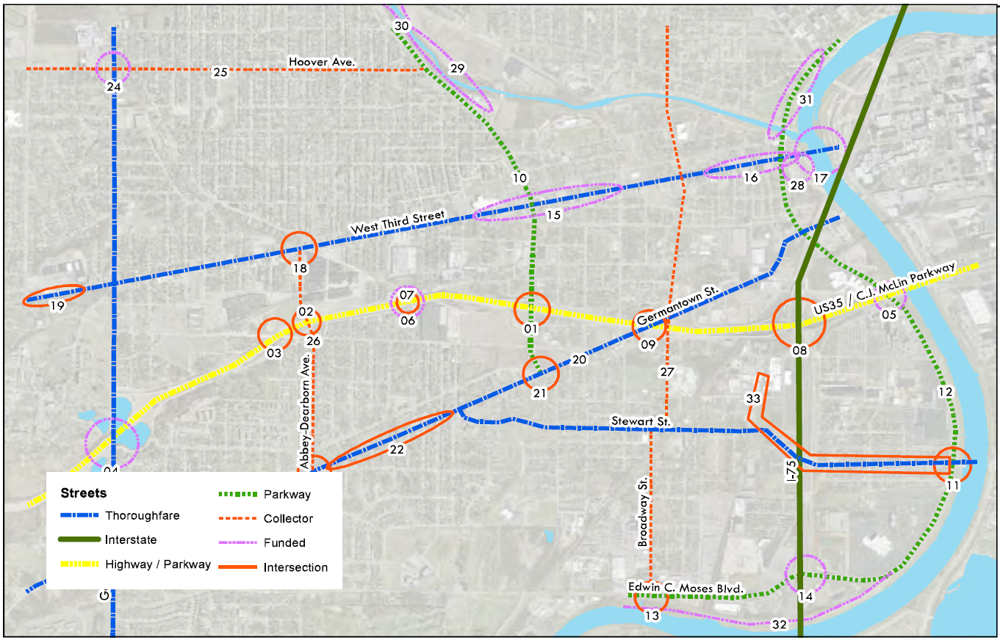 30
Hoover Ave.
25
29
24
31
10
16
17
28
15
West Third Street
18
19
07
02
06
US35 / C.J. McLin Parkway
05
Germantown St.
01
26
09
03
08
20
27
21
12
33
Abbey-Dearborn Ave.
Stewart St.
22
04
I-75
11
Broadway St.
Streets
Thoroughfare
Interstate
Highway / Parkway
Parkway
Collector
Funded
Intersection
Edwin C. Moses Blvd.
14
13
32